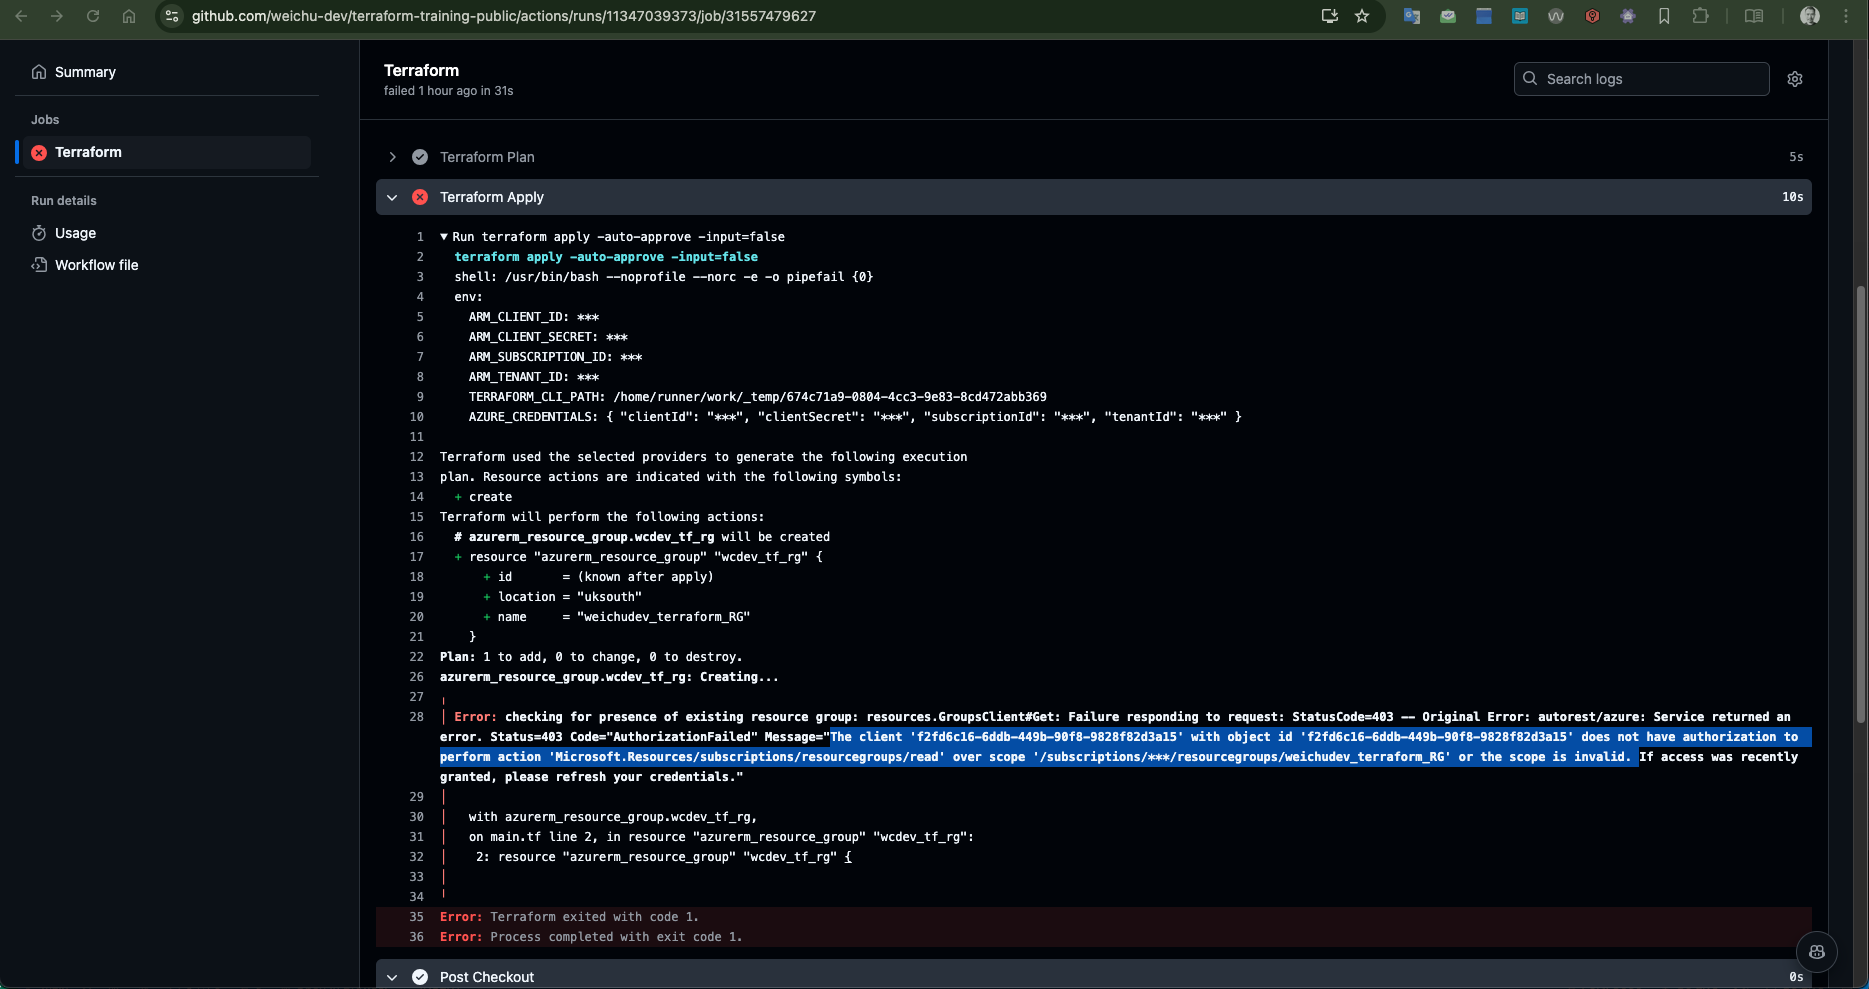 github.com/weichu-dev/terraform-training-public/actions/runs/11347039373/job/31557479627
Summary
Jobs
Terraform
Run details
Usage
Workflow file
Terraform
failed 1 hour ago in 31s
Search logs
Terraform Plan 5s
Terraform Apply 10s
1 ▼ Run terraform apply -auto-approve -input=false
2 terraform apply -auto-approve -input=false
3 shell: /usr/bin/bash --noprofile --norc -e -o pipefail {0}
4 env:
5 ARM_CLIENT_ID: ***
6 ARM_CLIENT_SECRET: ***
7 ARM_SUBSCRIPTION_ID: ***
8 ARM_TENANT_ID: ***
9 TERRAFORM_CLI_PATH: /home/runner/work/_temp/674c71a9-0804-4cc3-9e83-8cd472abb369
10 AZURE_CREDENTIALS: { "clientId": "***", "clientSecret": "***", "subscriptionId": "***", "tenantId": "***" }
11
12 Terraform used the selected providers to generate the following execution
13 plan. Resource actions are indicated with the following symbols:
14 + create
15 Terraform will perform the following actions:
16 # azurerm_resource_group.wcdev_tf_rg will be created
17 + resource "azurerm_resource_group" "wcdev_tf_rg" {
18 + id = (known after apply)
19 + location = "uksouth"
20 + name = "weichudev_terraform_RG"
21 }
22 Plan: 1 to add, 0 to change, 0 to destroy.
26 azurerm_resource_group.wcdev_tf_rg: Creating...
27 ╷
28 │ Error: checking for presence of existing resource group: resources.GroupsClient#Get: Failure responding to request: StatusCode=403 -- Original Error: autorest/azure: Service returned an
error. Status=403 Code="AuthorizationFailed" Message="The client 'f2fd6c16-6ddb-449b-90f8-9828f82d3a15' with object id 'f2fd6c16-6ddb-449b-90f8-9828f82d3a15' does not have authorization to
perform action 'Microsoft.Resources/subscriptions/resourcegroups/read' over scope '/subscriptions/***/resourcegroups/weichudev_terraform_RG' or the scope is invalid. If access was recently
granted, please refresh your credentials."
29 │
30 │ with azurerm_resource_group.wcdev_tf_rg,
31 │ on main.tf line 2, in resource "azurerm_resource_group" "wcdev_tf_rg":
32 │ 2: resource "azurerm_resource_group" "wcdev_tf_rg" {
33 │
34 ╵
35 Error: Terraform exited with code 1.
36 Error: Process completed with exit code 1.
Post Checkout 0s